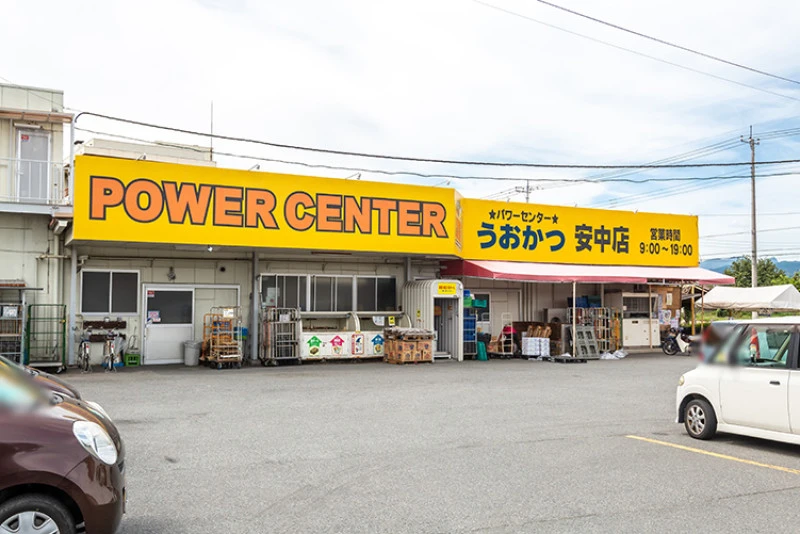 POWER CENTER
★パワーセンター★
うおかつ 安中店
営業時間
9:00~19:00